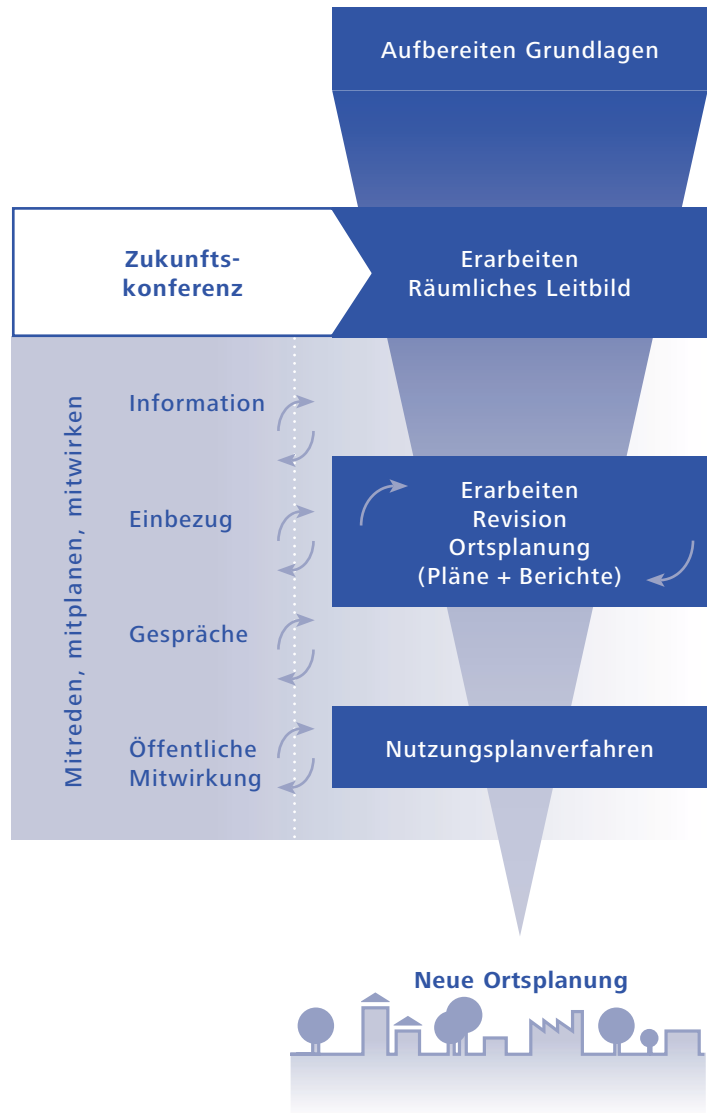 Aufbereiten Grundlagen
Zukunfts-
konferenz
Erarbeiten
Räumliches Leitbild
Mitreden, mitplanen, mitwirken
Information
Einbezug
Gespräche
Öffentliche
Mitwirkung
Erarbeiten
Revision
Ortsplanung
(Pläne + Berichte)
Nutzungsplanverfahren
Neue Ortsplanung